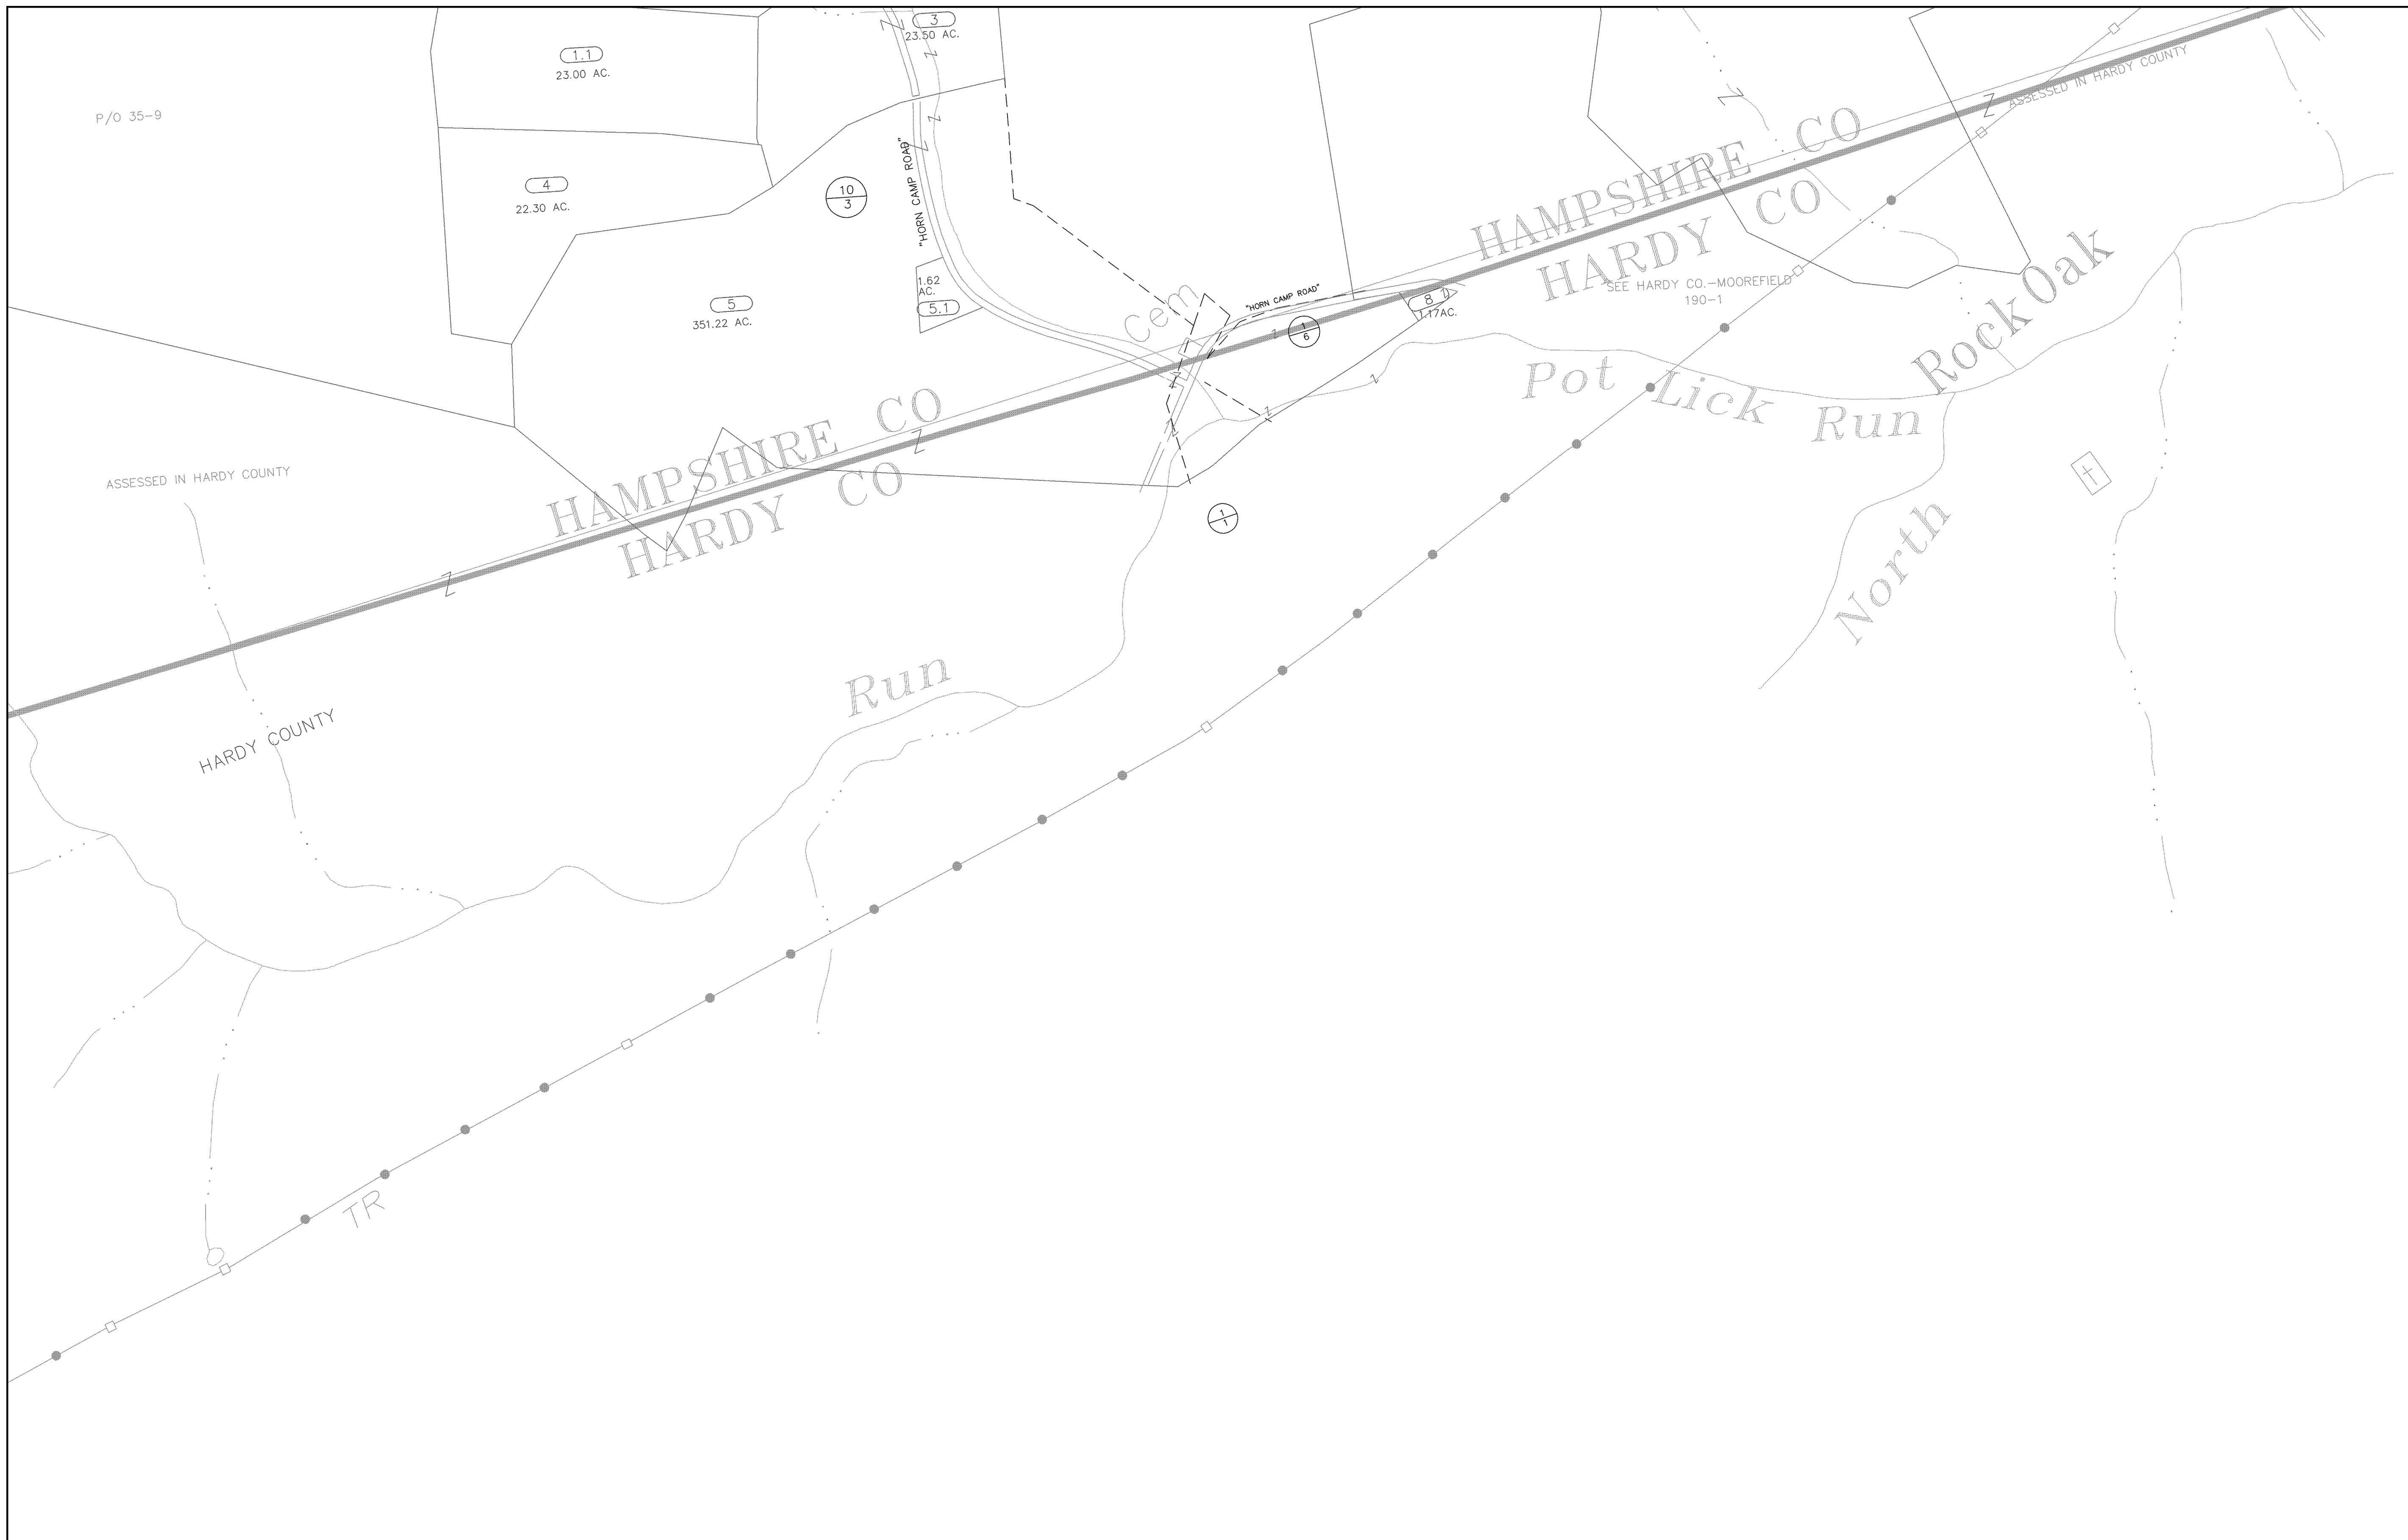 3
23.50 AC.
1.1
23.00 AC.
P/O 35-9
ASSESSED IN HARDY COUNTY
HAMPSHIRE CO
HARDY CO
4
22.30 AC.
10
3
"HORN CAMP ROAD"
1.62
AC.
5.1
5
351.22 AC.
Cem
"HORN CAMP ROAD"
1
6
8
1.17AC.
SEE HARDY CO.-MOOREFIELD
190-1
Rock Oak
Pot Lick Run
HAMPSHIRE CO
HARDY CO
ASSESSED IN HARDY COUNTY
1
1
North
Run
HARDY COUNTY
TR